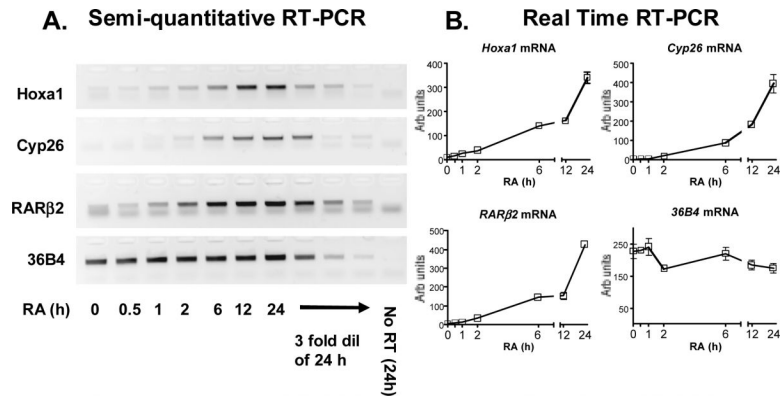 A. Semi-quantitative RT-PCR
Hoxa1
Cyp26
RARβ2
36B4
RA (h) 0 0.5 1 2 6 12 24
3 fold dil
of 24 h
No RT (24h)
B. Real Time RT-PCR
Hoxa1 mRNA
Arb units
500
400
300
200
100
0
0 1 2 6 12 24
RA (h)
Cyp26 mRNA
Arb units
500
400
300
200
100
0
0 1 2 6 12 24
RA (h)
RARβ2 mRNA
Arb units
500
400
300
200
100
0
0 1 2 6 12 24
RA (h)
36B4 mRNA
Arb units
250
150
50
0 1 2 6 12 24
RA (h)